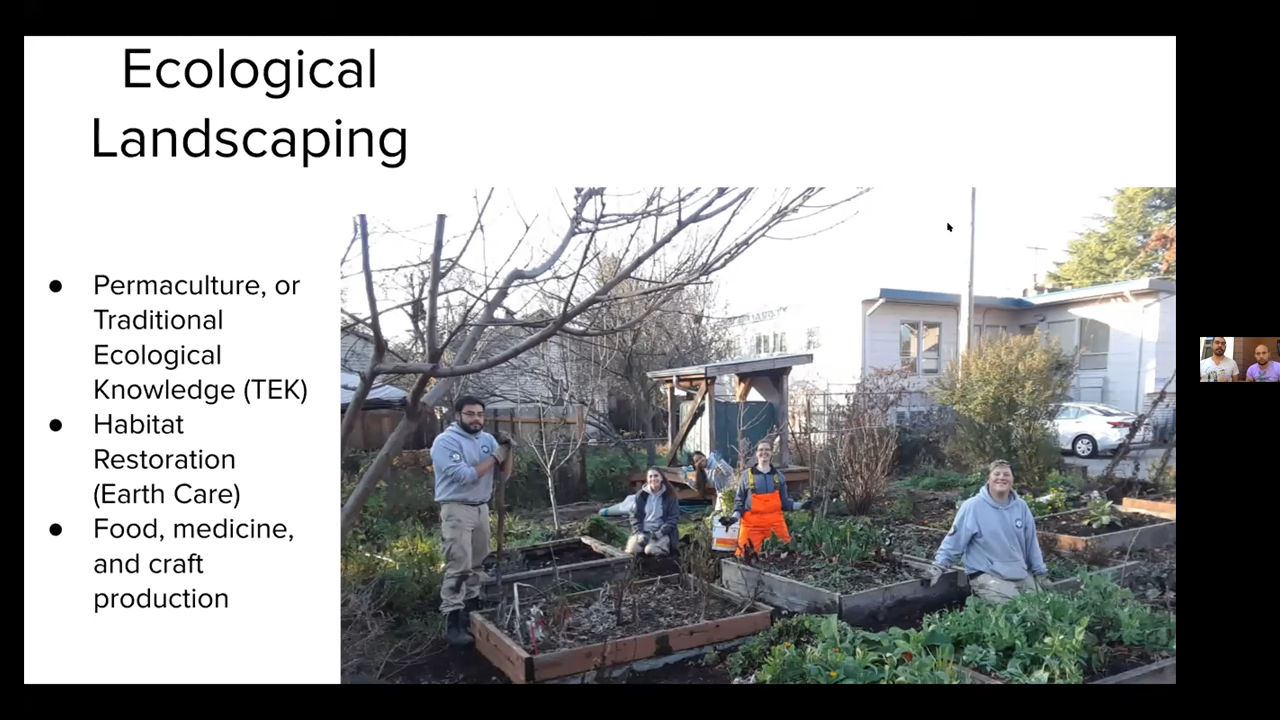 Ecological
Landscaping
● Permaculture, or
Traditional
Ecological
Knowledge (TEK)
● Habitat
Restoration
(Earth Care)
● Food, medicine,
and craft
production